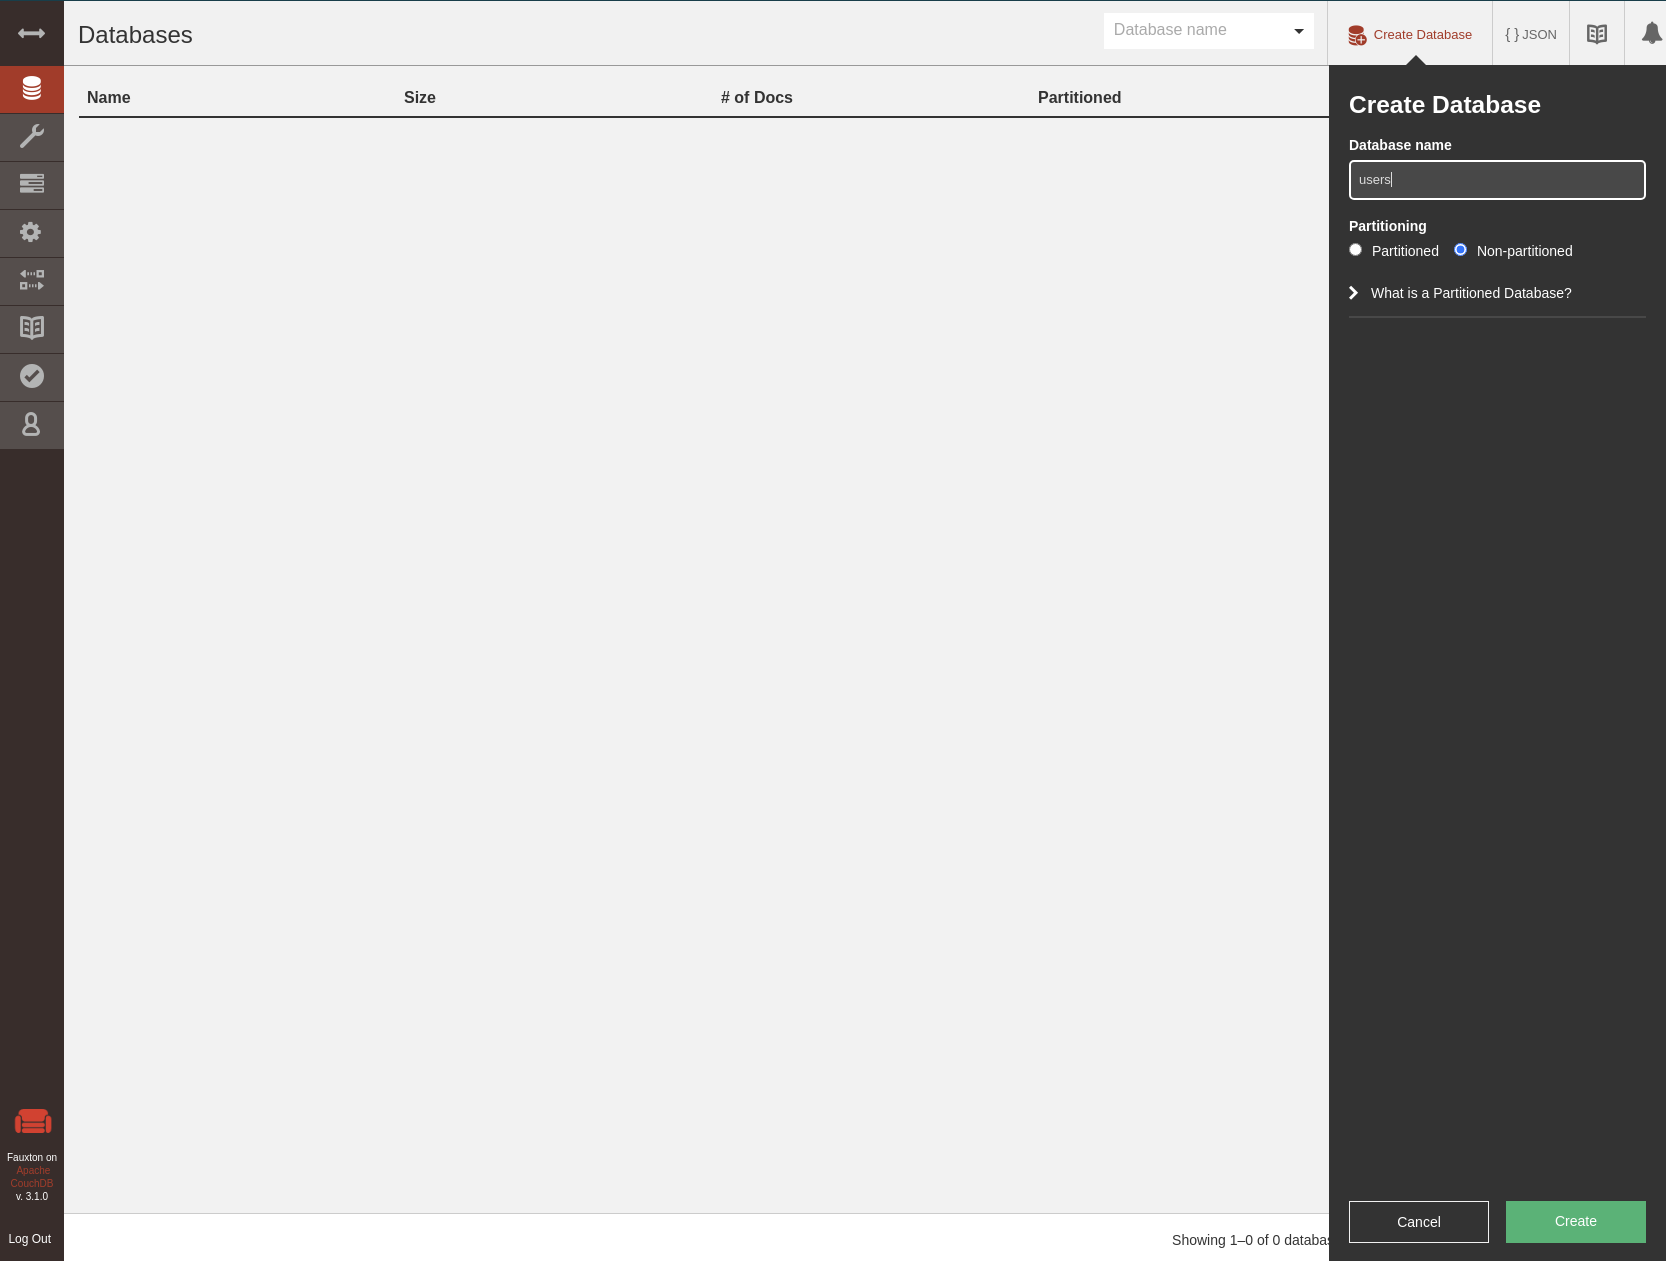 Databases
Database name
Create Database
{ } JSON
Name Size # of Docs Partitioned
Create Database
Database name
users
Partitioning
Partitioned Non-partitioned
What is a Partitioned Database?
Fauxton on
Apache
CouchDB
v. 3.1.0
Log Out
Showing 1–0 of 0 databas
Cancel
Create